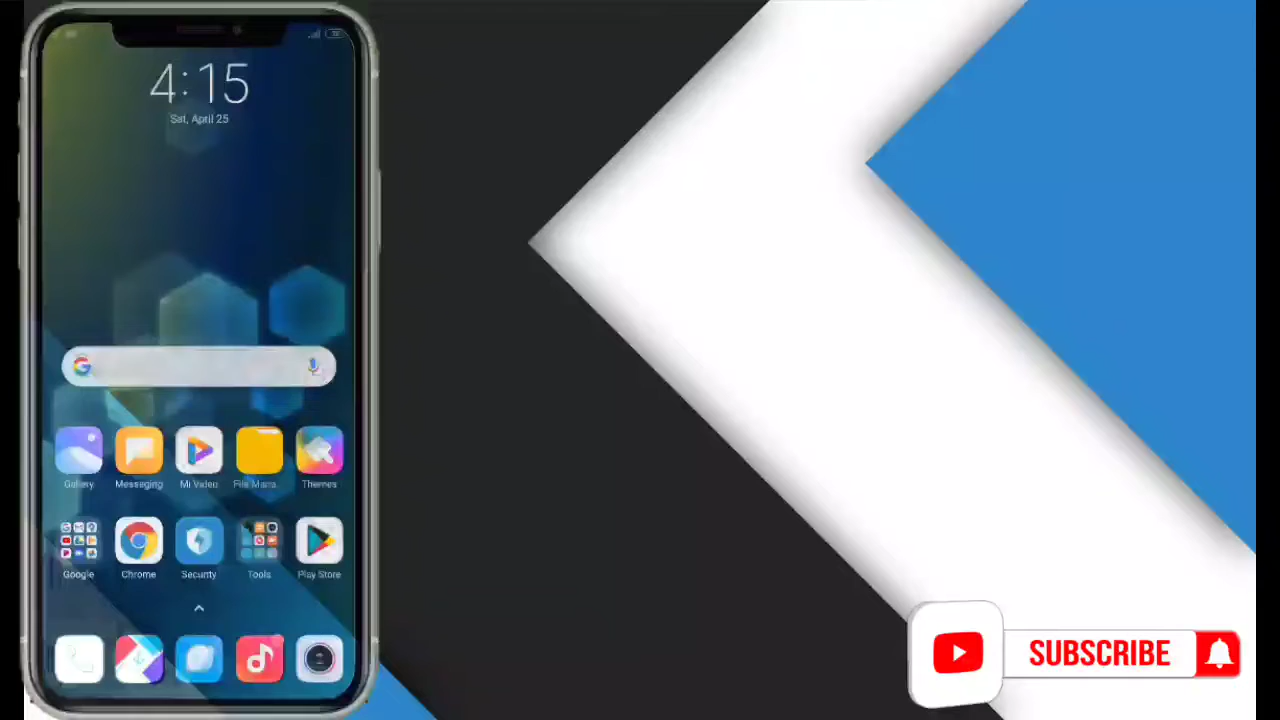 4:15
Sat, April 25
Gallery
Messaging
Mi Video
File Mana..
Themes
Google
Chrome
Security
Tools
Play Store
SUBSCRIBE